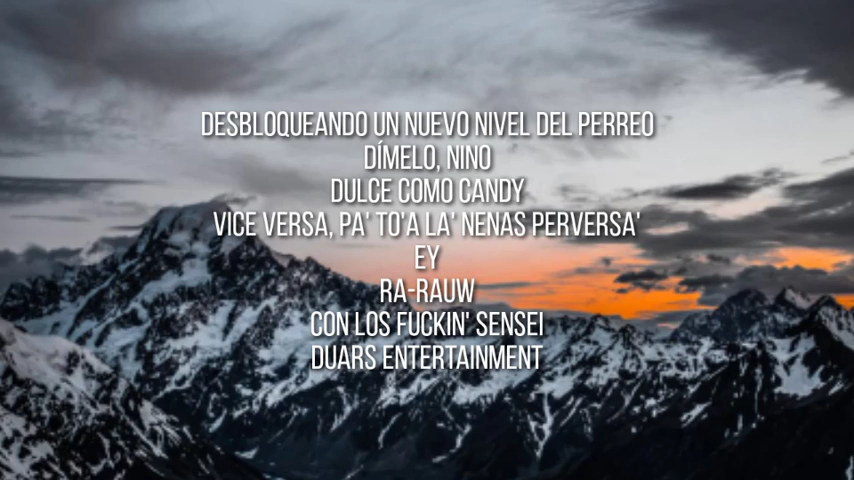 DESBLOQUEANDO UN NUEVO NIVEL DEL PERREO
DÍMELO, NINO
DULCE COMO CANDY
VICE VERSA, PA' TO'A LA' NENAS PERVERSA'
EY
RA-RAUW
CON LOS FUCKIN' SENSEI
DUARS ENTERTAINMENT